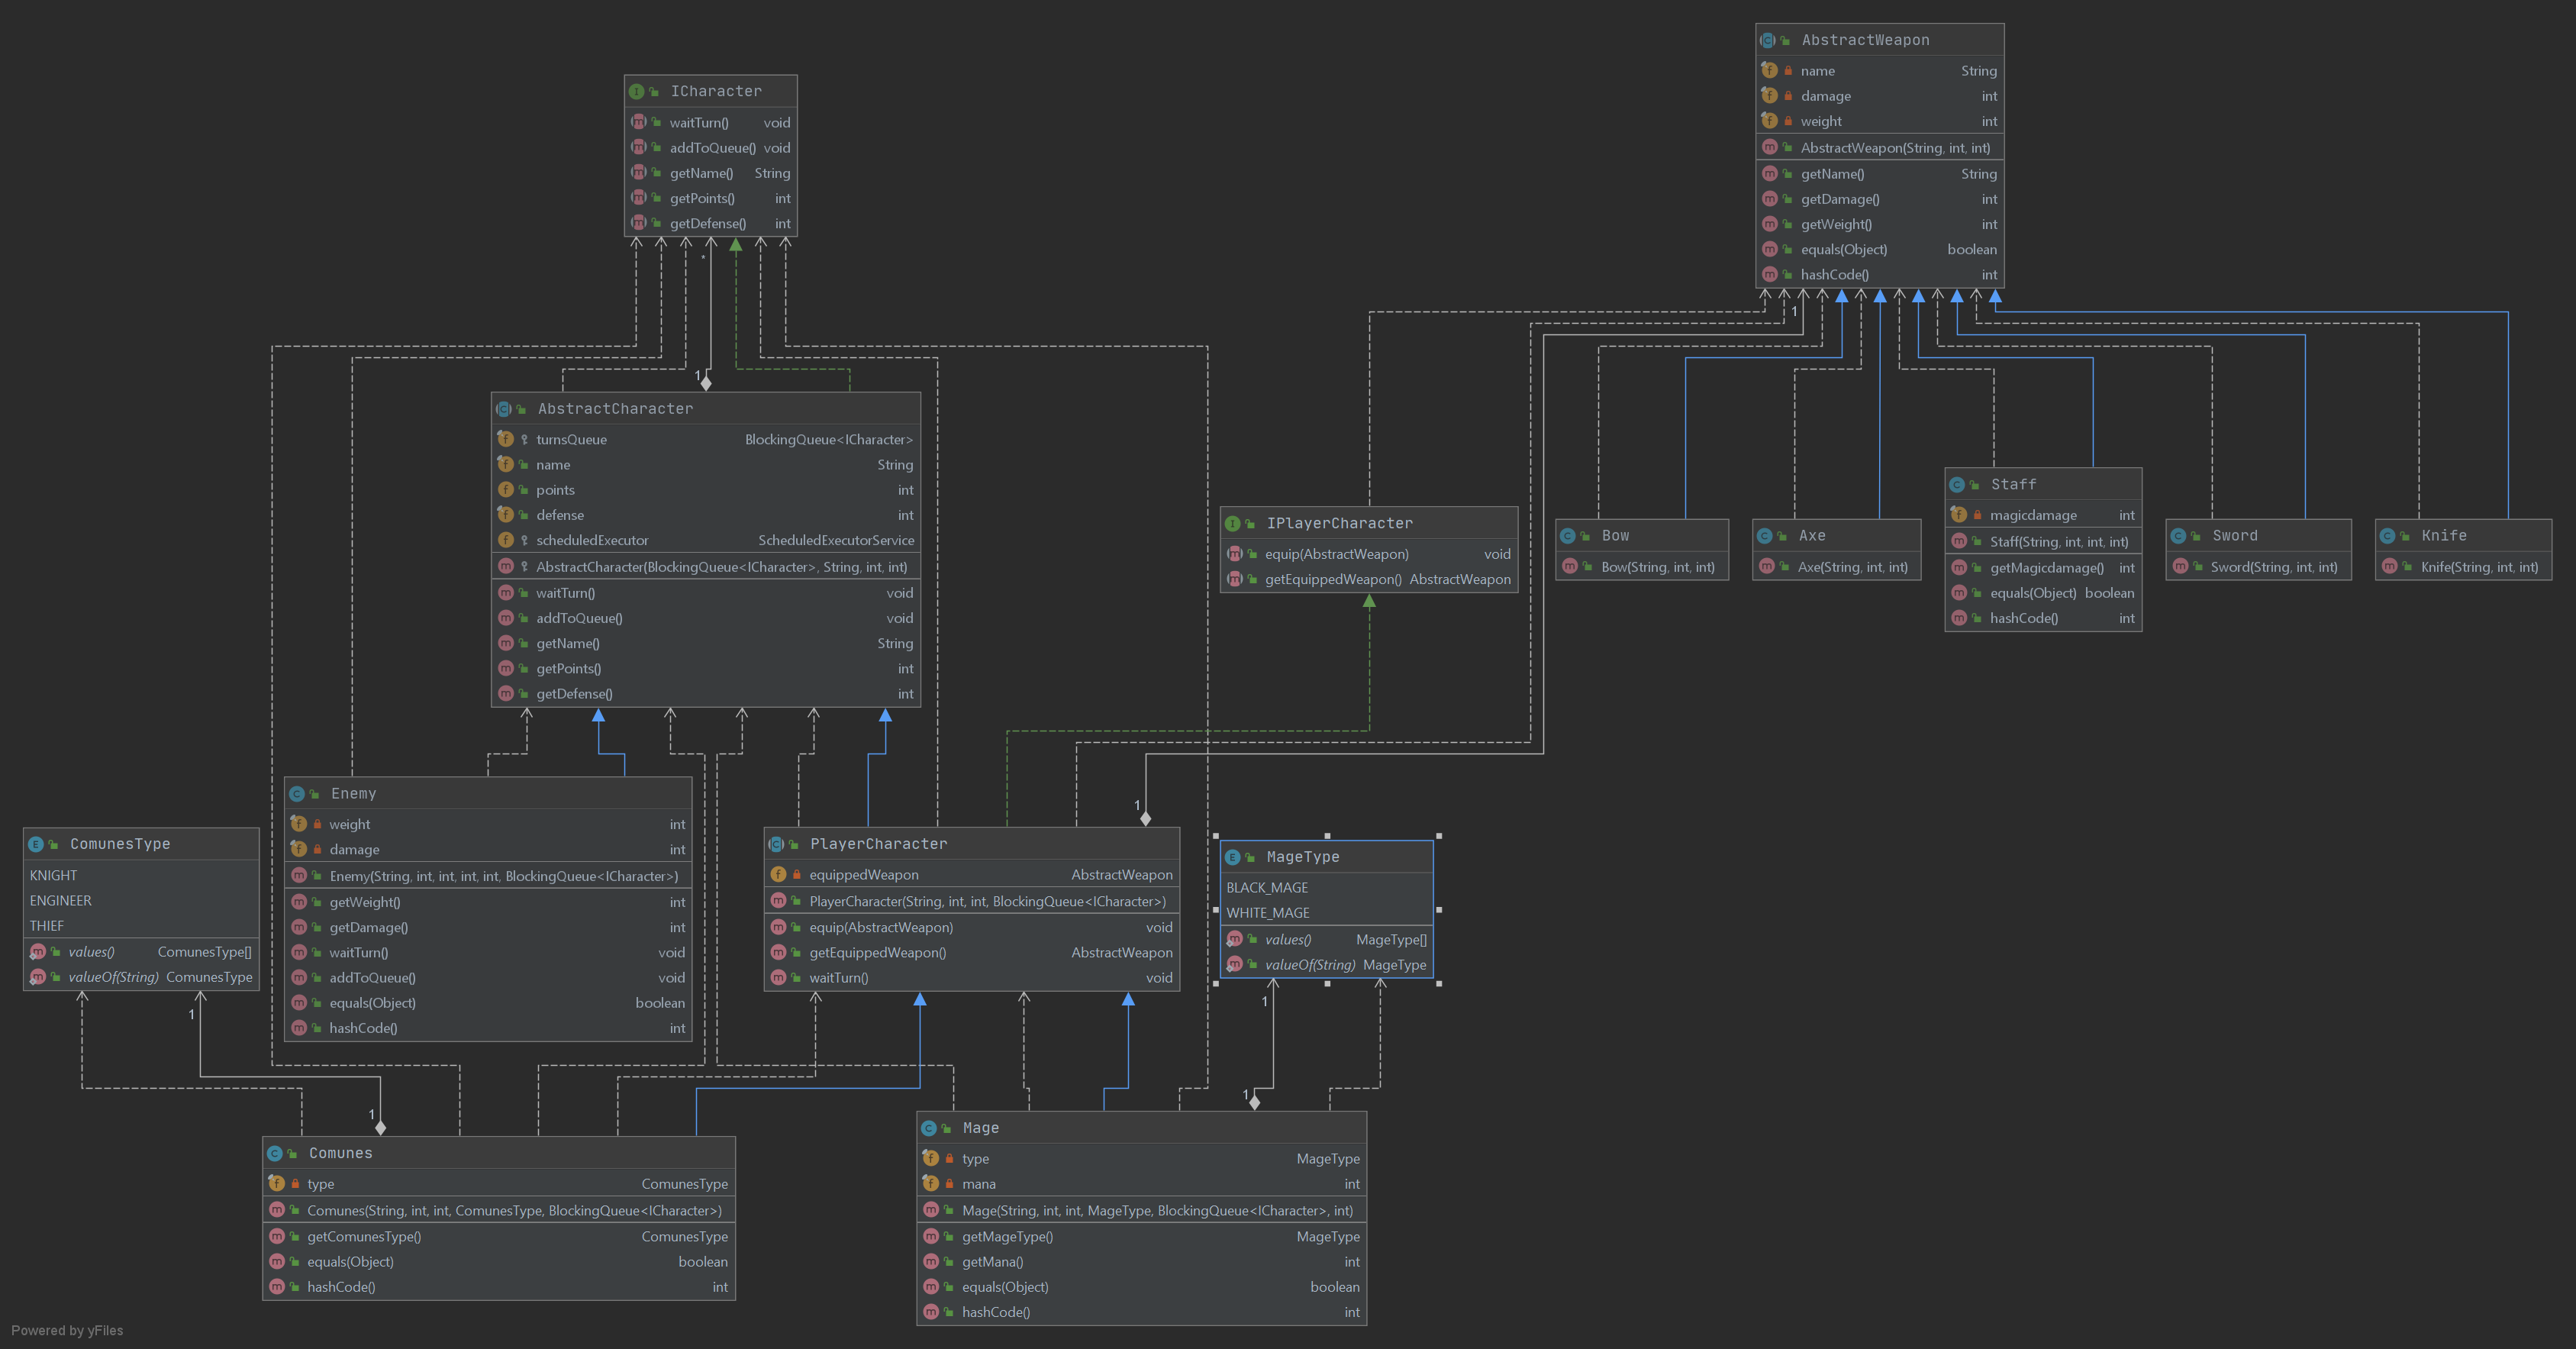 ICharacter
waitTurn() void
addToQueue() void
getName() String
getPoints() int
getDefense() int
*
1
AbstractWeapon
name String
damage int
weight int
AbstractWeapon(String, int, int)
getName() String
getDamage() int
getWeight() int
equals(Object) boolean
hashCode() int
1
AbstractCharacter
turnsQueue BlockingQueue<ICharacter>
name String
points int
defense int
scheduledExecutor ScheduledExecutorService
AbstractCharacter(BlockingQueue<ICharacter>, String, int, int)
waitTurn() void
addToQueue() void
getName() String
getPoints() int
getDefense() int
IPlayerCharacter
equip(AbstractWeapon) void
getEquippedWeapon() AbstractWeapon
Bow
Bow(String, int, int)
Axe
Axe(String, int, int)
Staff
magicdamage int
Staff(String, int, int, int)
getMagicdamage() int
equals(Object) boolean
hashCode() int
Sword
Sword(String, int, int)
Knife
Knife(String, int, int)
ComunesType
KNIGHT
ENGINEER
THIEF
values() ComunesType[]
valueOf(String) ComunesType
1
1
Enemy
weight int
damage int
Enemy(String, int, int, int, int, BlockingQueue<ICharacter>)
getWeight() int
getDamage() int
waitTurn() void
addToQueue() void
equals(Object) boolean
hashCode() int
1
PlayerCharacter
equippedWeapon AbstractWeapon
PlayerCharacter(String, int, int, BlockingQueue<ICharacter>)
equip(AbstractWeapon) void
getEquippedWeapon() AbstractWeapon
waitTurn() void
MageType
BLACK_MAGE
WHITE_MAGE
values() MageType[]
valueOf(String) MageType
1
1
Comunes
type ComunesType
Comunes(String, int, int, ComunesType, BlockingQueue<ICharacter>)
getComunesType() ComunesType
equals(Object) boolean
hashCode() int
Mage
type MageType
mana int
Mage(String, int, int, MageType, BlockingQueue<ICharacter>, int)
getMageType() MageType
getMana() int
equals(Object) boolean
hashCode() int
Powered by yFiles